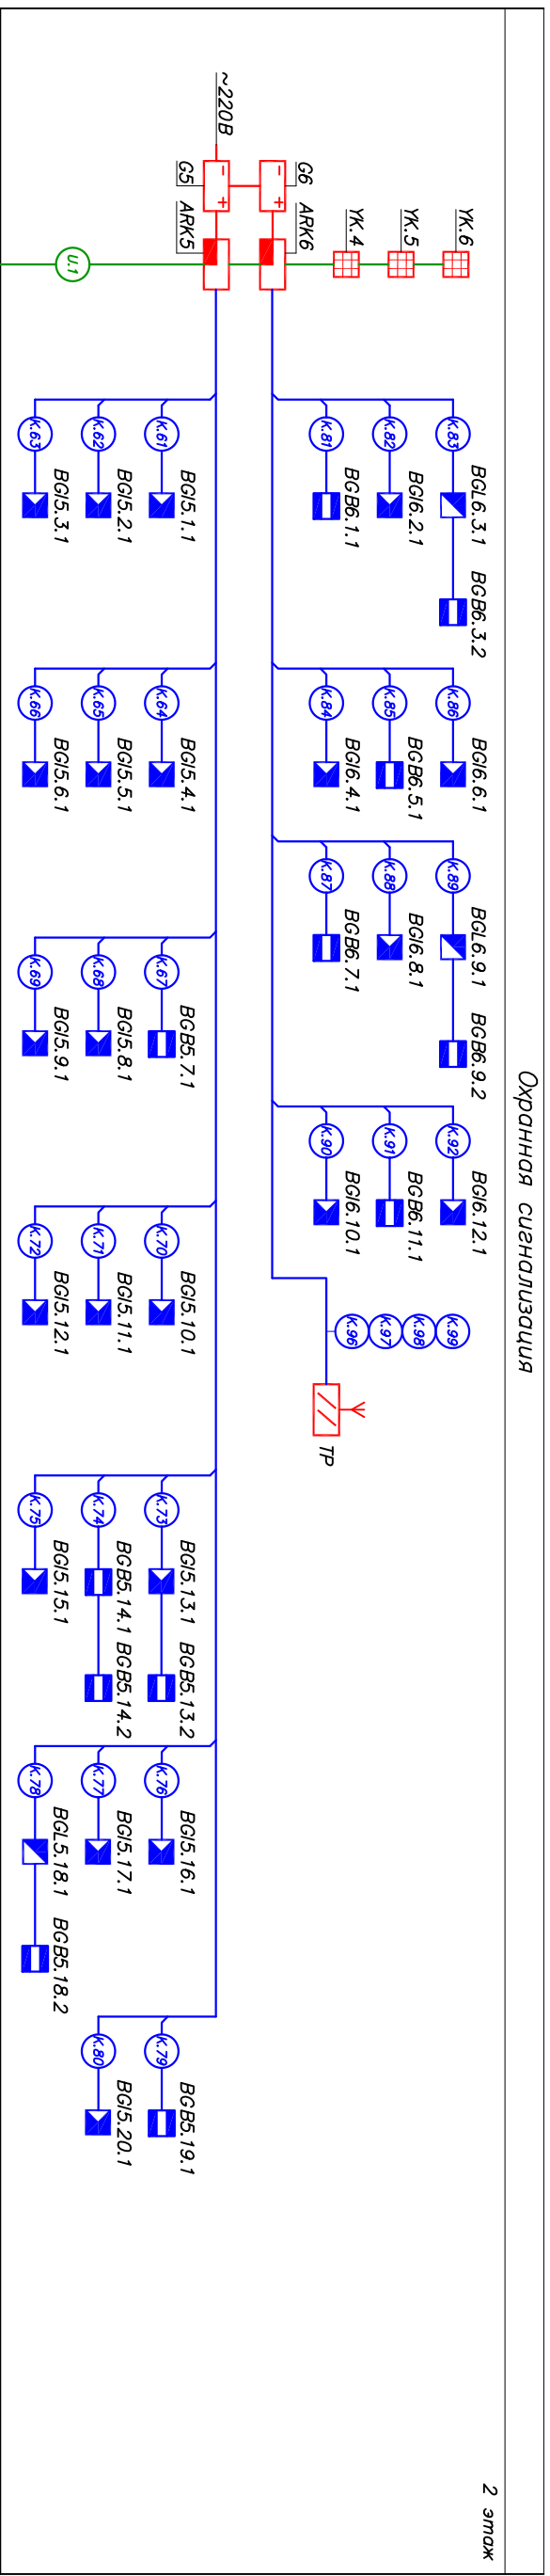 Охранная сигнализация
2 этаж
YK.6
YK.5
YK.4
G6
ARK6
~220В
G5
ARK5
U.1
K.83
BGL6.3.1
BGB6.3.2
K.82
BGI6.2.1
K.81
BGB6.1.1
K.86
BGI6.6.1
K.85
BGB6.5.1
K.84
BGI6.4.1
K.89
BGL6.9.1
BGB6.9.2
K.88
BGI6.8.1
K.87
BGB6.7.1
K.92
BGI6.12.1
K.91
BGB6.11.1
K.90
BGI6.10.1
K.99
K.98
K.97
K.96
TP
K.61
BGI5.1.1
K.62
BGI5.2.1
K.63
BGI5.3.1
K.64
BGI5.4.1
K.65
BGI5.5.1
K.66
BGI5.6.1
K.67
BGB5.7.1
K.68
BGI5.8.1
K.69
BGI5.9.1
K.70
BGI5.10.1
K.71
BGI5.11.1
K.72
BGI5.12.1
K.73
BGI5.13.1
BGB5.13.2
K.74
BGB5.14.1
BGB5.14.2
K.75
BGI5.15.1
K.76
BGI5.16.1
K.77
BGI5.17.1
K.78
BGL5.18.1
BGB5.18.2
K.79
BGB5.19.1
K.80
BGI5.20.1